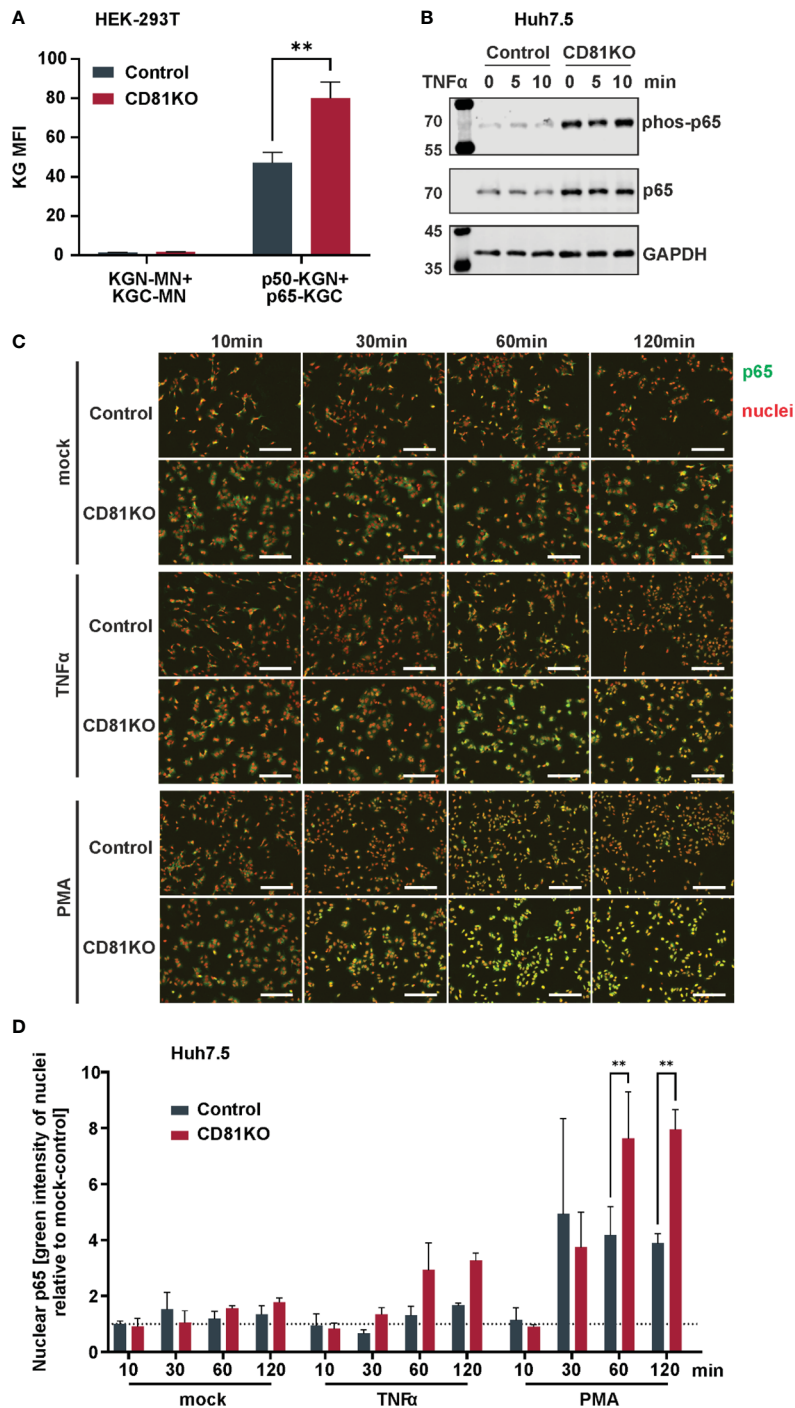 A
HEK-293T
Control
CD81KO
**
KG MFI
100
80
60
40
20
0
KGN-MN+
KGC-MN
p50-KGN+
p65-KGC
B
Huh7.5
Control CD81KO
TNFα 0 5 10 0 5 10 min
70
55
phos-p65
70
p65
45
35
GAPDH
C
10min 30min 60min 120min
p65
nuclei
mock
Control
CD81KO
TNFα
Control
CD81KO
PMA
Control
CD81KO
D
Huh7.5
Control
CD81KO
** **
Nuclear p65 [green intensity of nuclei
relative to mock-control]
10
8
6
4
2
0
10 30 60 120 10 30 60 120 10 30 60 120 min
mock TNFα PMA